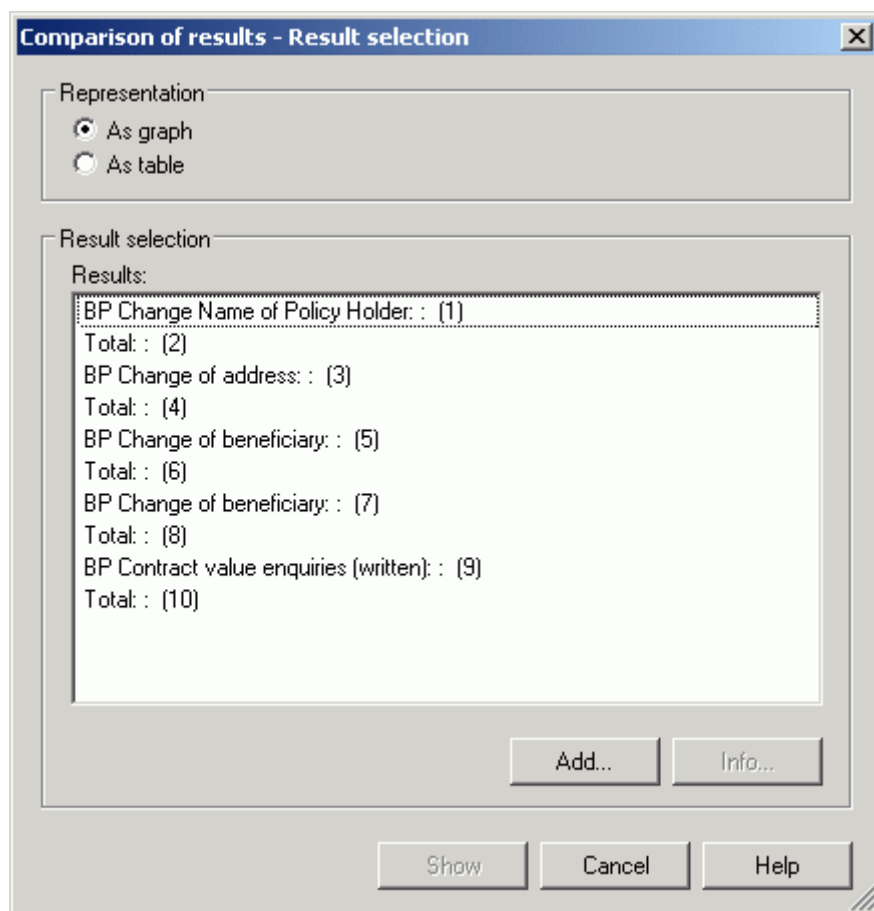 Comparison of results - Result selection
Representation
As graph
As table
Result selection
Results:
BP Change Name of Policy Holder: :  (1)
Total: :  (2)
BP Change of address: :  (3)
Total: :  (4)
BP Change of beneficiary: :  (5)
Total: :  (6)
BP Change of beneficiary: :  (7)
Total: :  (8)
BP Contract value enquiries (written): :  (9)
Total: :  (10)
Add... Info...
Show Cancel Help